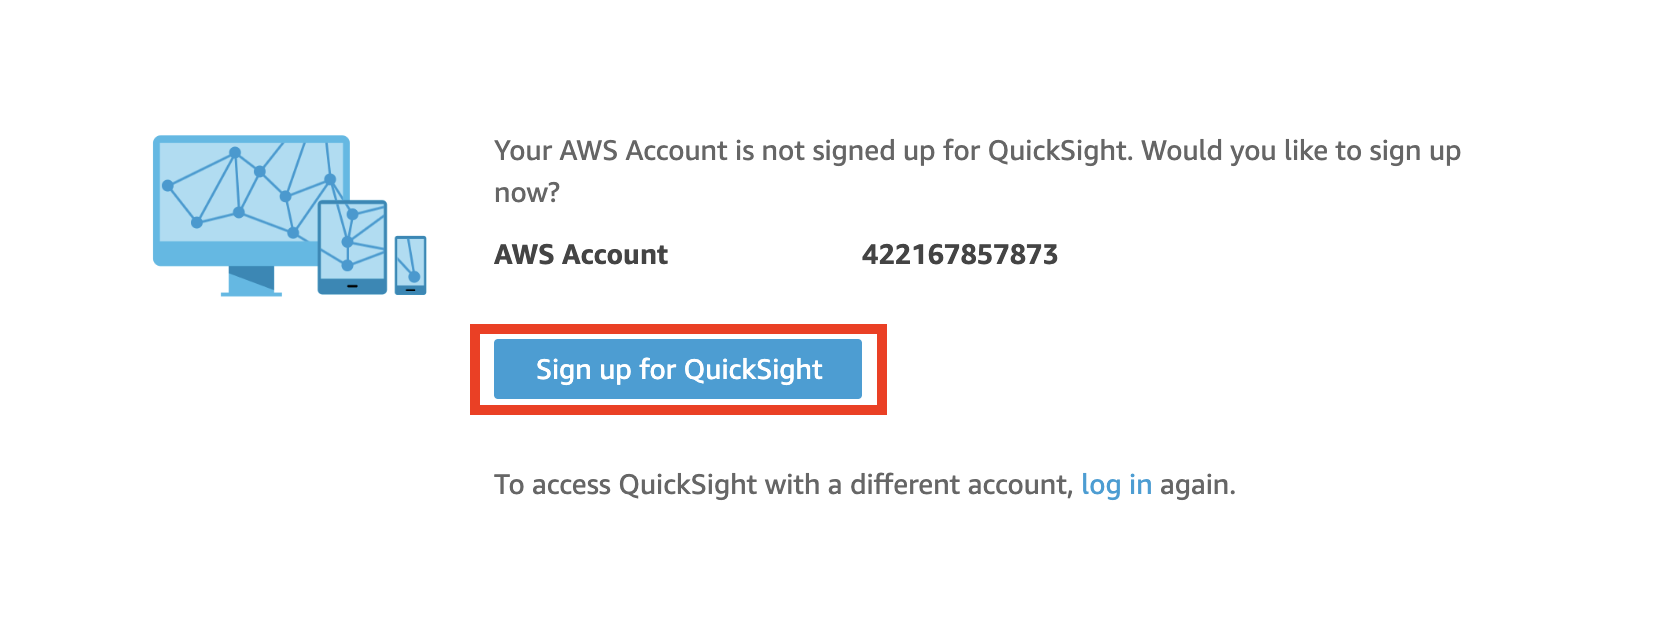 Your AWS Account is not signed up for QuickSight. Would you like to sign up
now?
AWS Account 422167857873
Sign up for QuickSight
To access QuickSight with a different account, log in again.